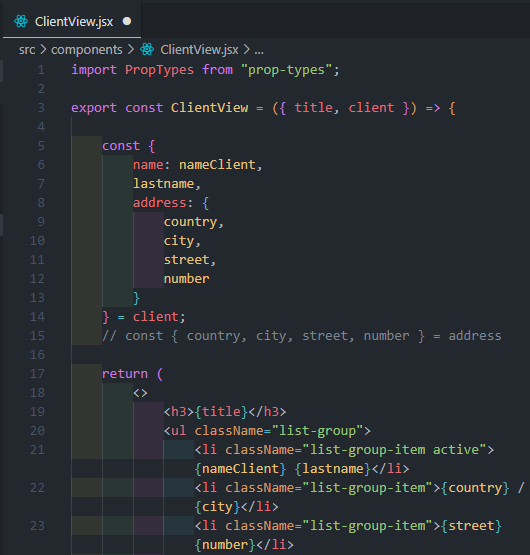 ClientView.jsx
src > components > ClientView.jsx > ...
1 import PropTypes from "prop-types";
2
3 export const ClientView = ({ title, client }) => {
4
5 const {
6 name: nameClient,
7 lastname,
8 address: {
9 country,
10 city,
11 street,
12 number
13 }
14 } = client;
15 // const { country, city, street, number } = address
16
17 return (
18 <>
19 <h3>{title}</h3>
20 <ul className="list-group">
21 <li className="list-group-item active">
{nameClient} {lastname}</li>
22 <li className="list-group-item">{country} /
{city}</li>
23 <li className="list-group-item">{street}
{number}</li>